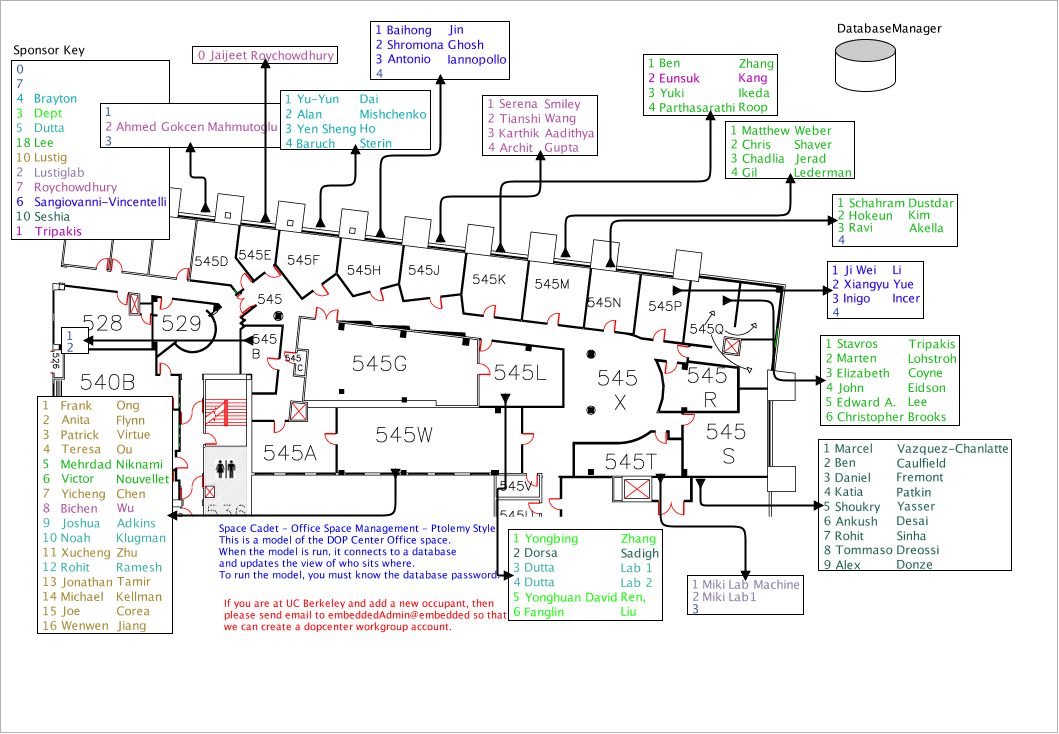 DatabaseManager
Sponsor Key
0
7
4 Brayton
3 Dept
5 Dutta
18 Lee
10 Lustig
2 Lustiglab
7 Roychowdhury
6 Sangiovanni-Vincentelli
10 Seshia
1 Tripakis
0 Jaijeet Roychowdhury
1 Baihong Jin
2 Shromona Ghosh
3 Antonio Iannopollo
4
1
2 Ahmed Gokcen Mahmutoglu
3
1 Yu-Yun Dai
2 Alan Mishchenko
3 Yen Sheng Ho
4 Baruch Sterin
1 Serena Smiley
2 Tianshi Wang
3 Karthik Aadithya
4 Archit Gupta
1 Ben Zhang
2 Eunsuk Kang
3 Yuki Ikeda
4 Parthasarathi Roop
1 Matthew Weber
2 Chris Shaver
3 Chadlia Jerad
4 Gil Lederman
1 Schahram Dustdar
2 Hokeun Kim
3 Ravi Akella
4
1 Ji Wei Li
2 Xiangyu Yue
3 Inigo Incer
4
1 Stavros Tripakis
2 Marten Lohstroh
3 Elizabeth Coyne
4 John Eidson
5 Edward A. Lee
6 Christopher Brooks
1 Marcel Vazquez-Chanlatte
2 Ben Caulfield
3 Daniel Fremont
4 Katia Patkin
5 Shoukry Yasser
6 Ankush Desai
7 Rohit Sinha
8 Tommaso Dreossi
9 Alex Donze
545D
545E
545F
545H
545J
545K
545M
545N
545P
545Q
545
528
529
1
2
545
B
545
C
526
540B
545G
545L
545
X
545
R
545W
545A
545T
545
S
545V
545U
536
1 Frank Ong
2 Anita Flynn
3 Patrick Virtue
4 Teresa Ou
5 Mehrdad Niknami
6 Victor Nouvellet
7 Yicheng Chen
8 Bichen Wu
9 Joshua Adkins
10 Noah Klugman
11 Xucheng Zhu
12 Rohit Ramesh
13 Jonathan Tamir
14 Michael Kellman
15 Joe Corea
16 Wenwen Jiang
Space Cadet - Office Space Management - Ptolemy Style
This is a model of the DOP Center Office space.
When the model is run, it connects to a database
and updates the view of who sits where.
To run the model, you must know the database password.
If you are at UC Berkeley and add a new occupant, then
please send email to embeddedAdmin@embedded so that
we can create a dopcenter workgroup account.
1 Yongbing Zhang
2 Dorsa Sadigh
3 Dutta Lab 1
4 Dutta Lab 2
5 Yonghuan David Ren,
6 Fanglin Liu
1 Miki Lab Machine
2 Miki Lab1
3